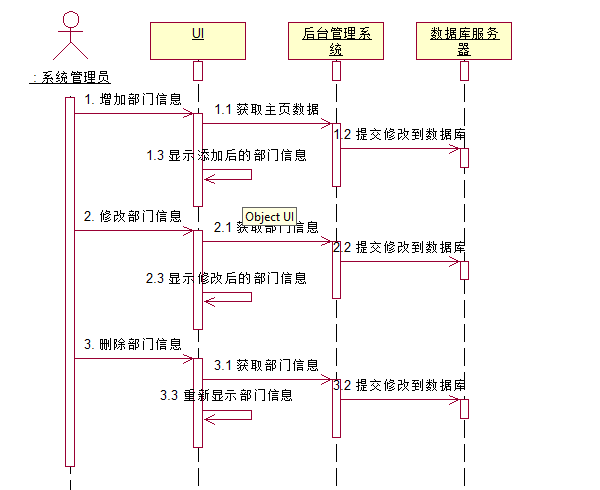 UI
后台管理系
统
数据库服务
器
: 系统管理员
1. 增加部门信息
1.1 获取主页数据
1.2 提交修改到数据库
1.3 显示添加后的部门信息
2. 修改部门信息
Object UI
2.1 获取部门信息
2.2 提交修改到数据库
2.3 显示修改后的部门信息
3. 删除部门信息
3.1 获取部门信息
3.2 提交修改到数据库
3.3 重新显示部门信息